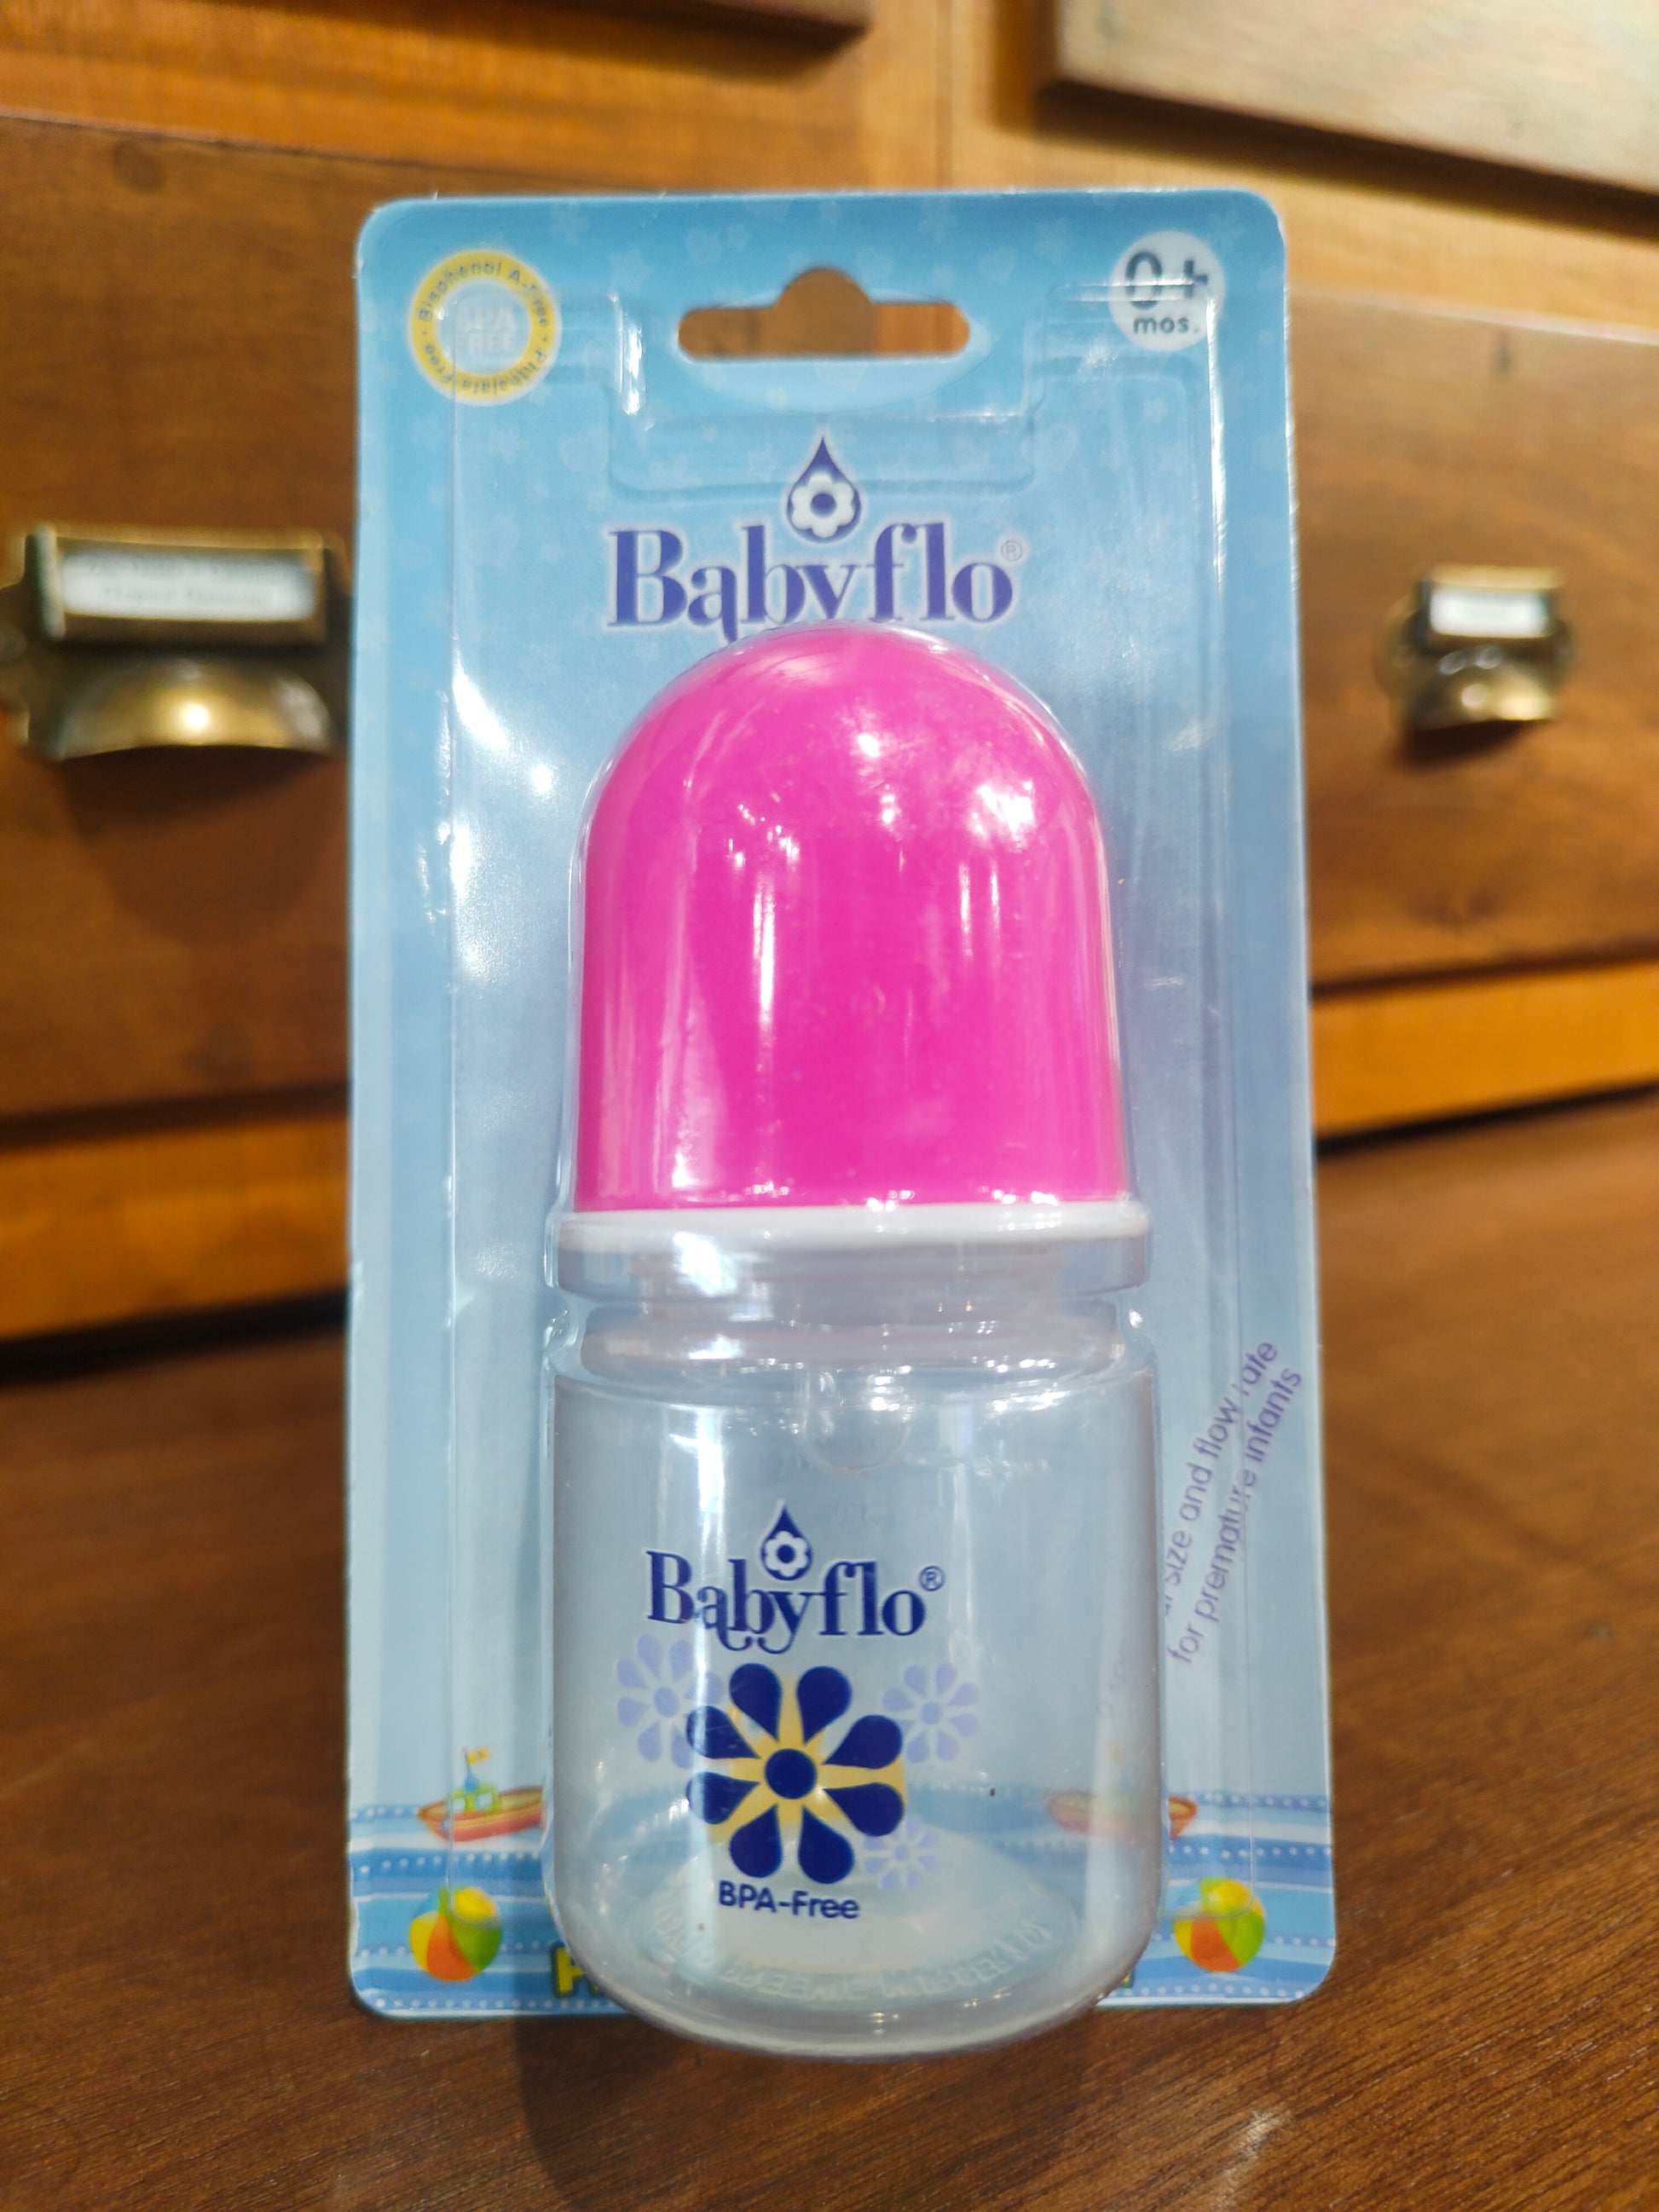 Bisphenol A-Free • Phthalate Free •
BPA
FREE
0+
mos.
Babyflo®
size and flow rate
for premature infants
Babyflo®
BPA-Free